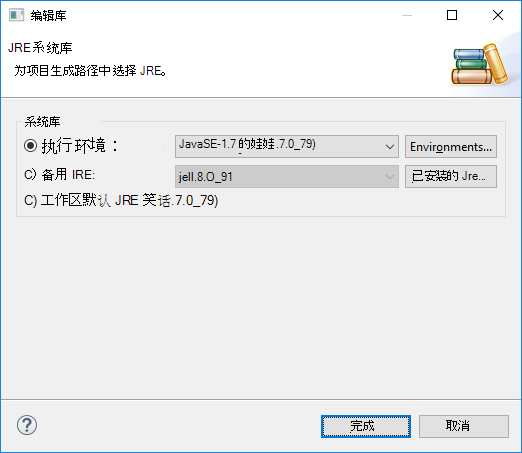 编辑库
JRE系统库
为项目生成路径中选择 JRE。
系统库
执行环境：
JavaSE-1.7 的娃娃.7.0_79)
Environments...
C) 备用 IRE:
jell.8.O_91
已安装的 Jre...
C) 工作区默认 JRE 笑话.7.0_79)
?
完成
取消